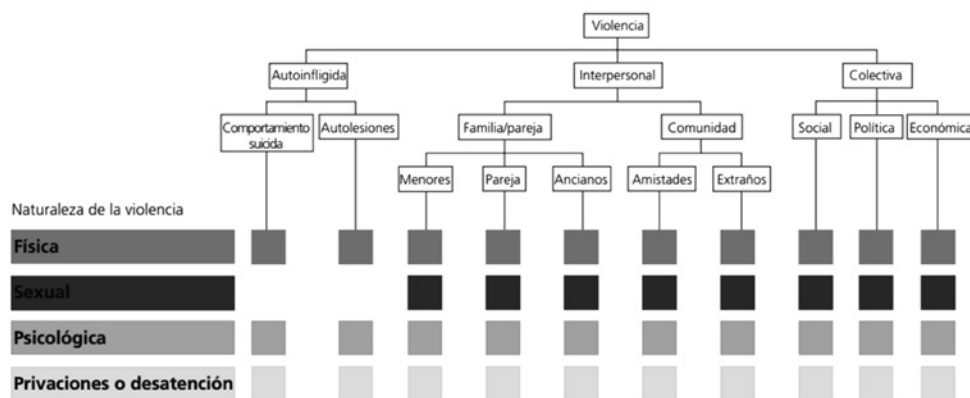 Violencia
Autoinfligida
Interpersonal
Colectiva
Comportamiento
suicida
Autolesiones
Familia/pareja
Comunidad
Social
Política
Económica
Menores
Pareja
Ancianos
Amistades
Extraños
Naturaleza de la violencia
Física
Sexual
Psicológica
Privaciones o desatención